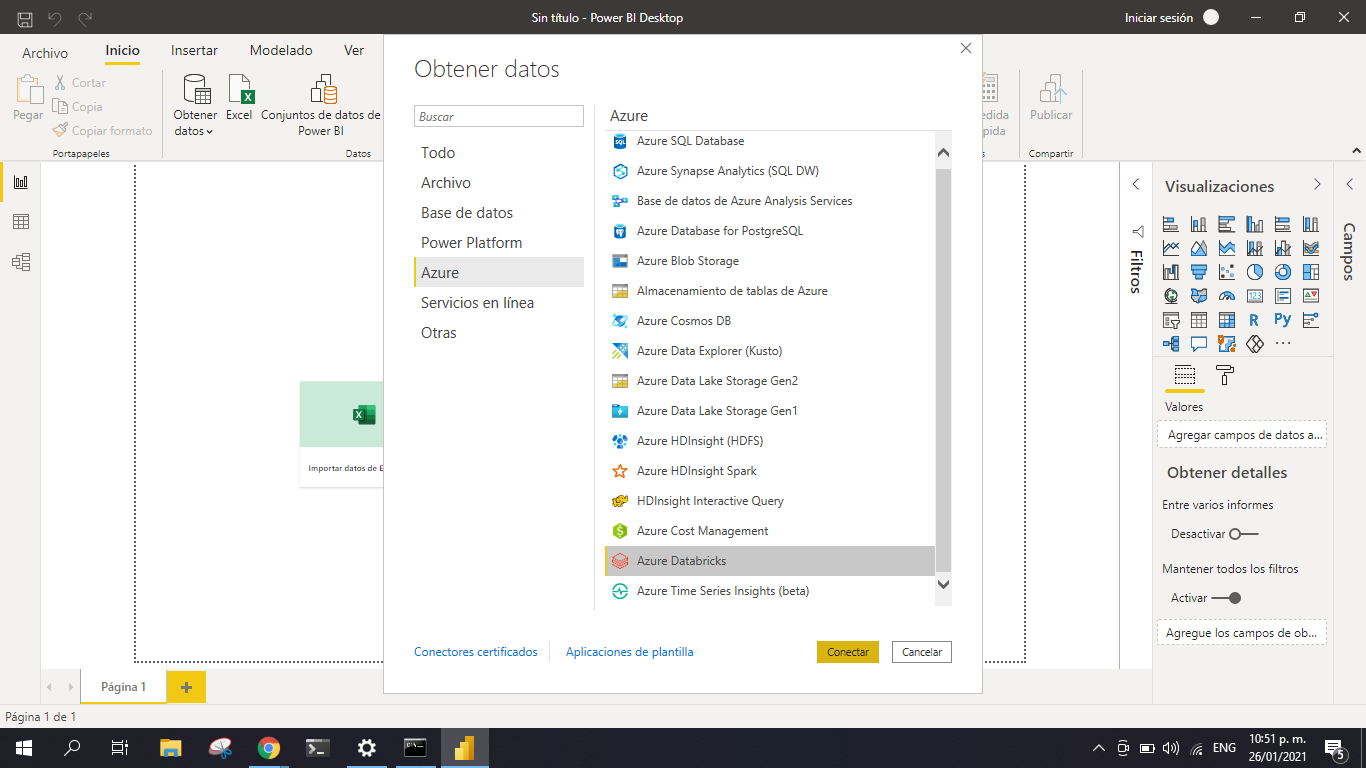 Sin título - Power BI Desktop
Iniciar sesión
Archivo
Inicio
Insertar
Modelado
Ver
Pegar
Cortar
Copia
Copiar formato
Portapapeles
Obtener
datos
Excel
Conjuntos de datos de
Power BI
Datos
Publicar
Compartir
Obtener datos
Buscar
Todo
Archivo
Base de datos
Power Platform
Azure
Servicios en línea
Otras
Azure
Azure SQL Database
Azure Synapse Analytics (SQL DW)
Base de datos de Azure Analysis Services
Azure Database for PostgreSQL
Azure Blob Storage
Almacenamiento de tablas de Azure
Azure Cosmos DB
Azure Data Explorer (Kusto)
Azure Data Lake Storage Gen2
Azure Data Lake Storage Gen1
Azure HDInsight (HDFS)
Azure HDInsight Spark
HDInsight Interactive Query
Azure Cost Management
Azure Databricks
Azure Time Series Insights (beta)
Conectores certificados
Aplicaciones de plantilla
Conectar
Cancelar
Importar datos de E
Filtros
Visualizaciones
Campos
Valores
Agregar campos de datos a...
Obtener detalles
Entre varios informes
Desactivar
Mantener todos los filtros
Activar
Agregue los campos de ob...
Página 1
Página 1 de 1
ENG
10:51 p. m.
26/01/2021
5